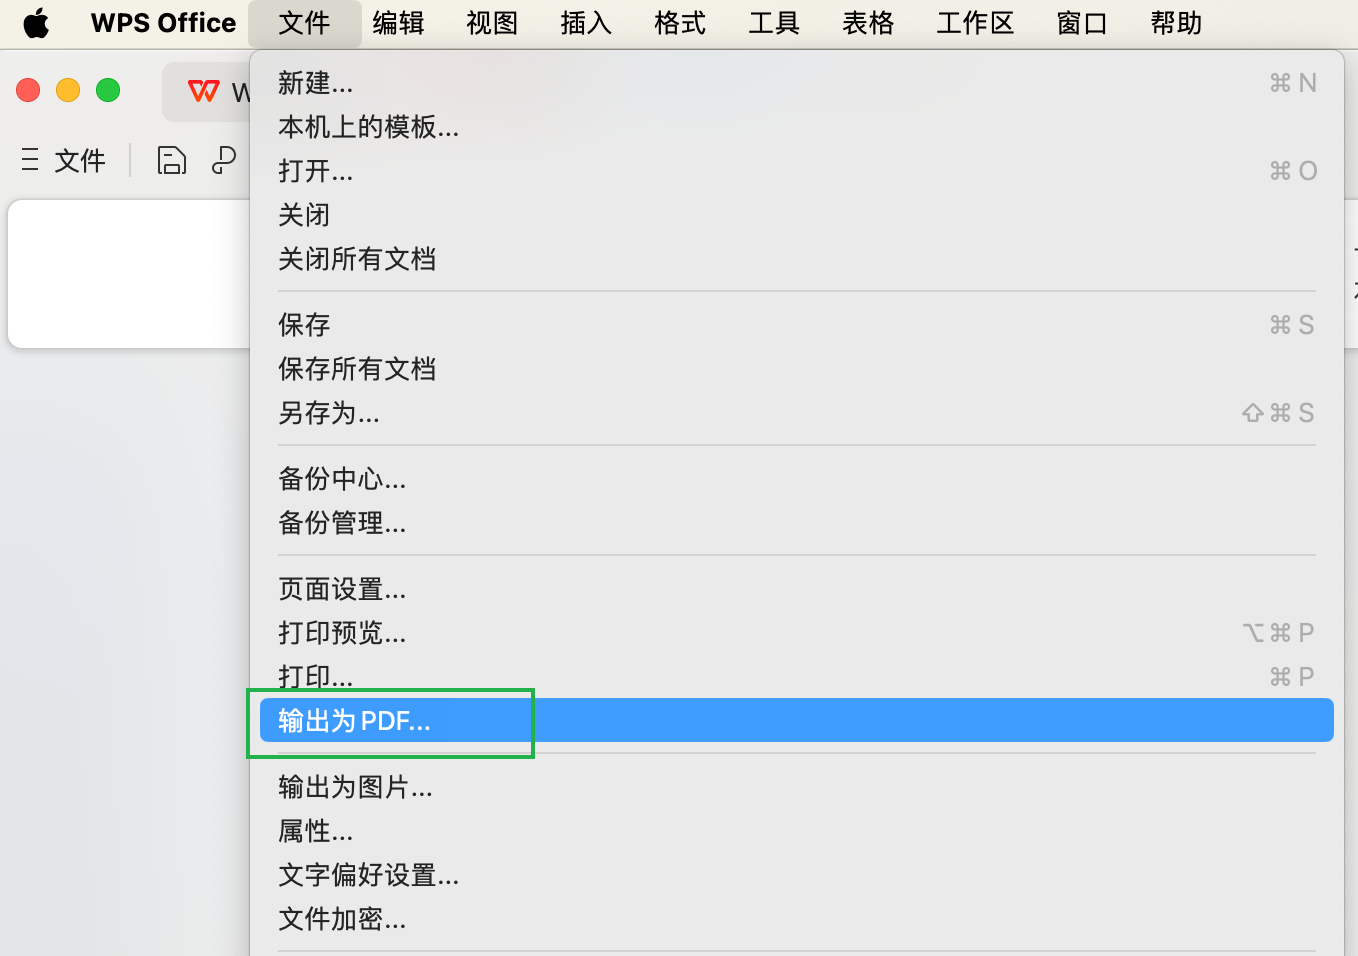 WPS Office 文件 编辑 视图 插入 格式 工具 表格 工作区 窗口 帮助
W
文件
新建... ⌘ N
本机上的模板...
打开... ⌘ O
关闭
关闭所有文档
保存 ⌘ S
保存所有文档
另存为... ⇧ ⌘ S
备份中心...
备份管理...
页面设置...
打印预览... ⌥ ⌘ P
打印... ⌘ P
输出为 PDF...
输出为图片...
属性...
文字偏好设置...
文件加密...